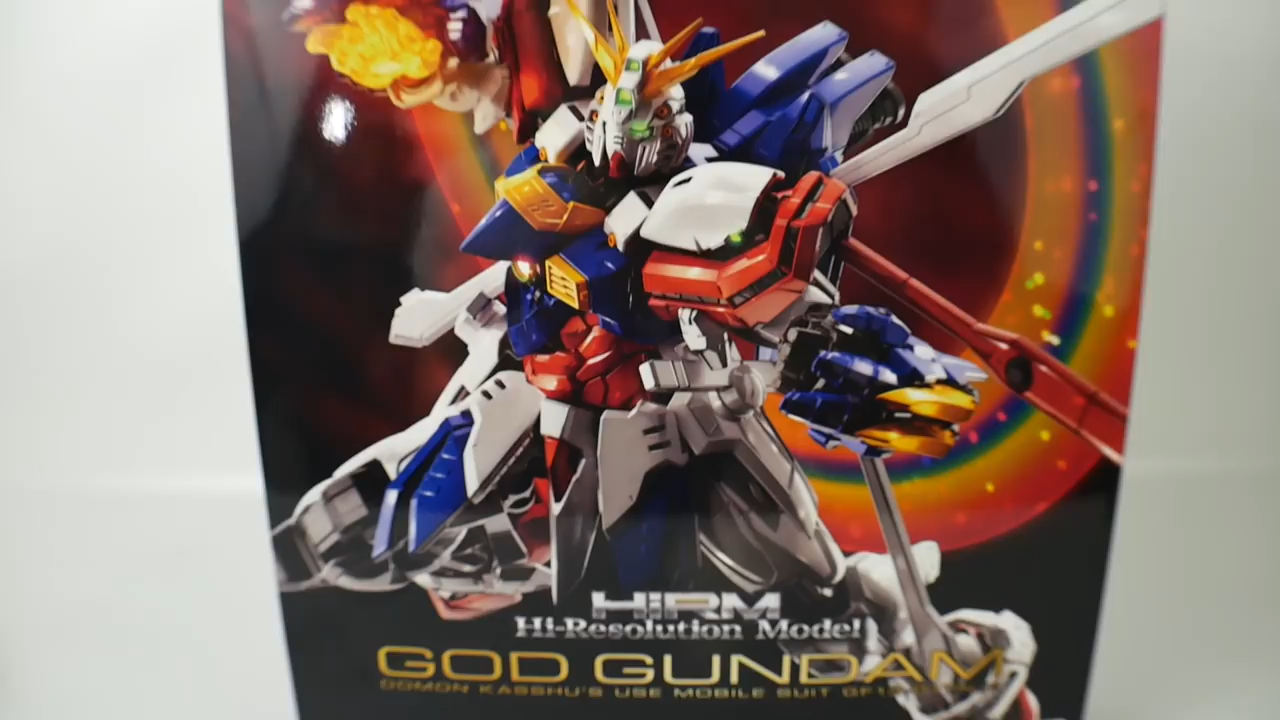 HiRM
Hi-Resolution Model
GOD GUNDAM
DOMON KASSHU'S USE MOBILE SUIT